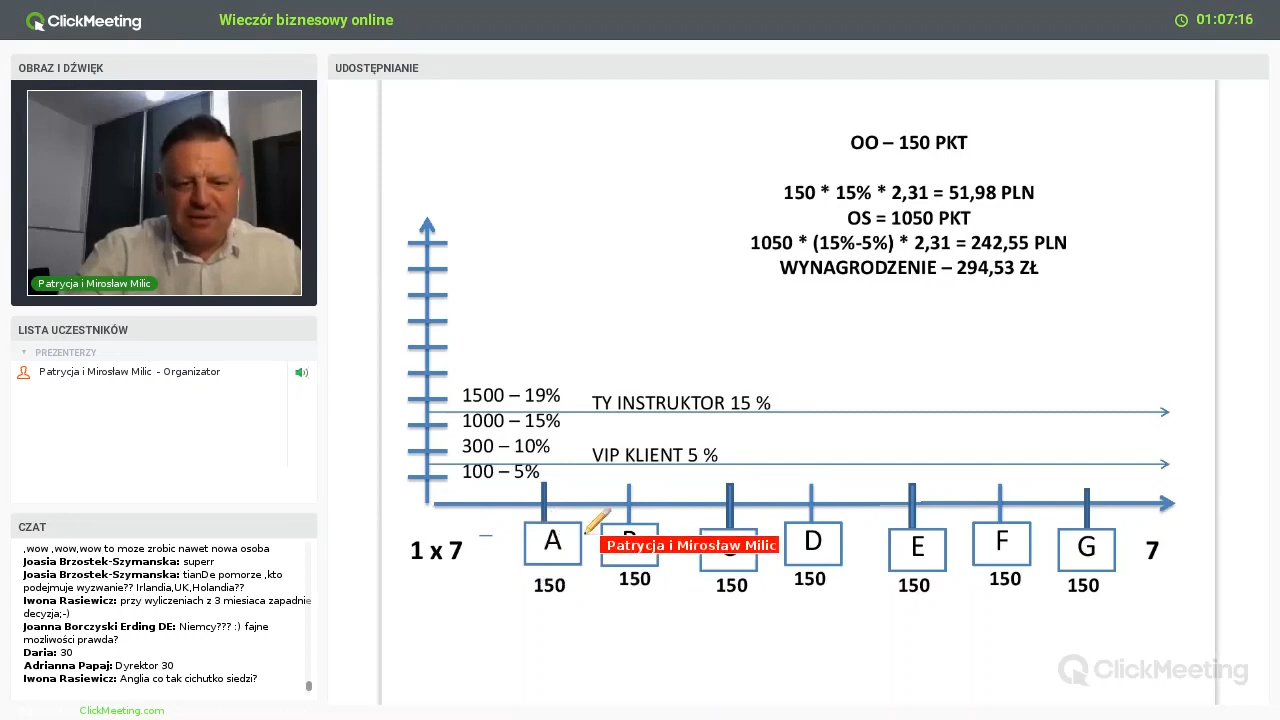 ClickMeeting
Wieczór biznesowy online
01:07:16
OBRAZ I DŹWIĘK
Patrycja i Mirosław Milic
LISTA UCZESTNIKÓW
PREZENTERZY
Patrycja i Mirosław Milic - Organizator
CZAT
,wow ,wow,wow to moze zrobic nawet nowa osoba
Joasia Brzostek-Szymanska: superr
Joasia Brzostek-Szymanska: tianDe pomorze ,kto
podejmuje wyzwanie?? Irlandia,UK,Holandia??
Iwona Rasiewicz: przy wyliczeniach z 3 miesiaca zapadnie
decyzja;-)
Joanna Borczyski Erding DE: Niemcy??? :) fajne
mozliwości prawda?
Daria: 30
Adrianna Papaj: Dyrektor 30
Iwona Rasiewicz: Anglia co tak cichutko siedzi?
ClickMeeting.com
UDOSTĘPNIANIE
OO – 150 PKT
150 * 15% * 2,31 = 51,98 PLN
OS = 1050 PKT
1050 * (15%-5%) * 2,31 = 242,55 PLN
WYNAGRODZENIE – 294,53 ZŁ
1500 – 19%
TY INSTRUKTOR 15 %
1000 – 15%
300 – 10%
VIP KLIENT 5 %
100 – 5%
1 x 7
A
Patrycja i Mirosław Milic
D
E
F
G
7
150
150
150
150
150
150
150
ClickMeeting